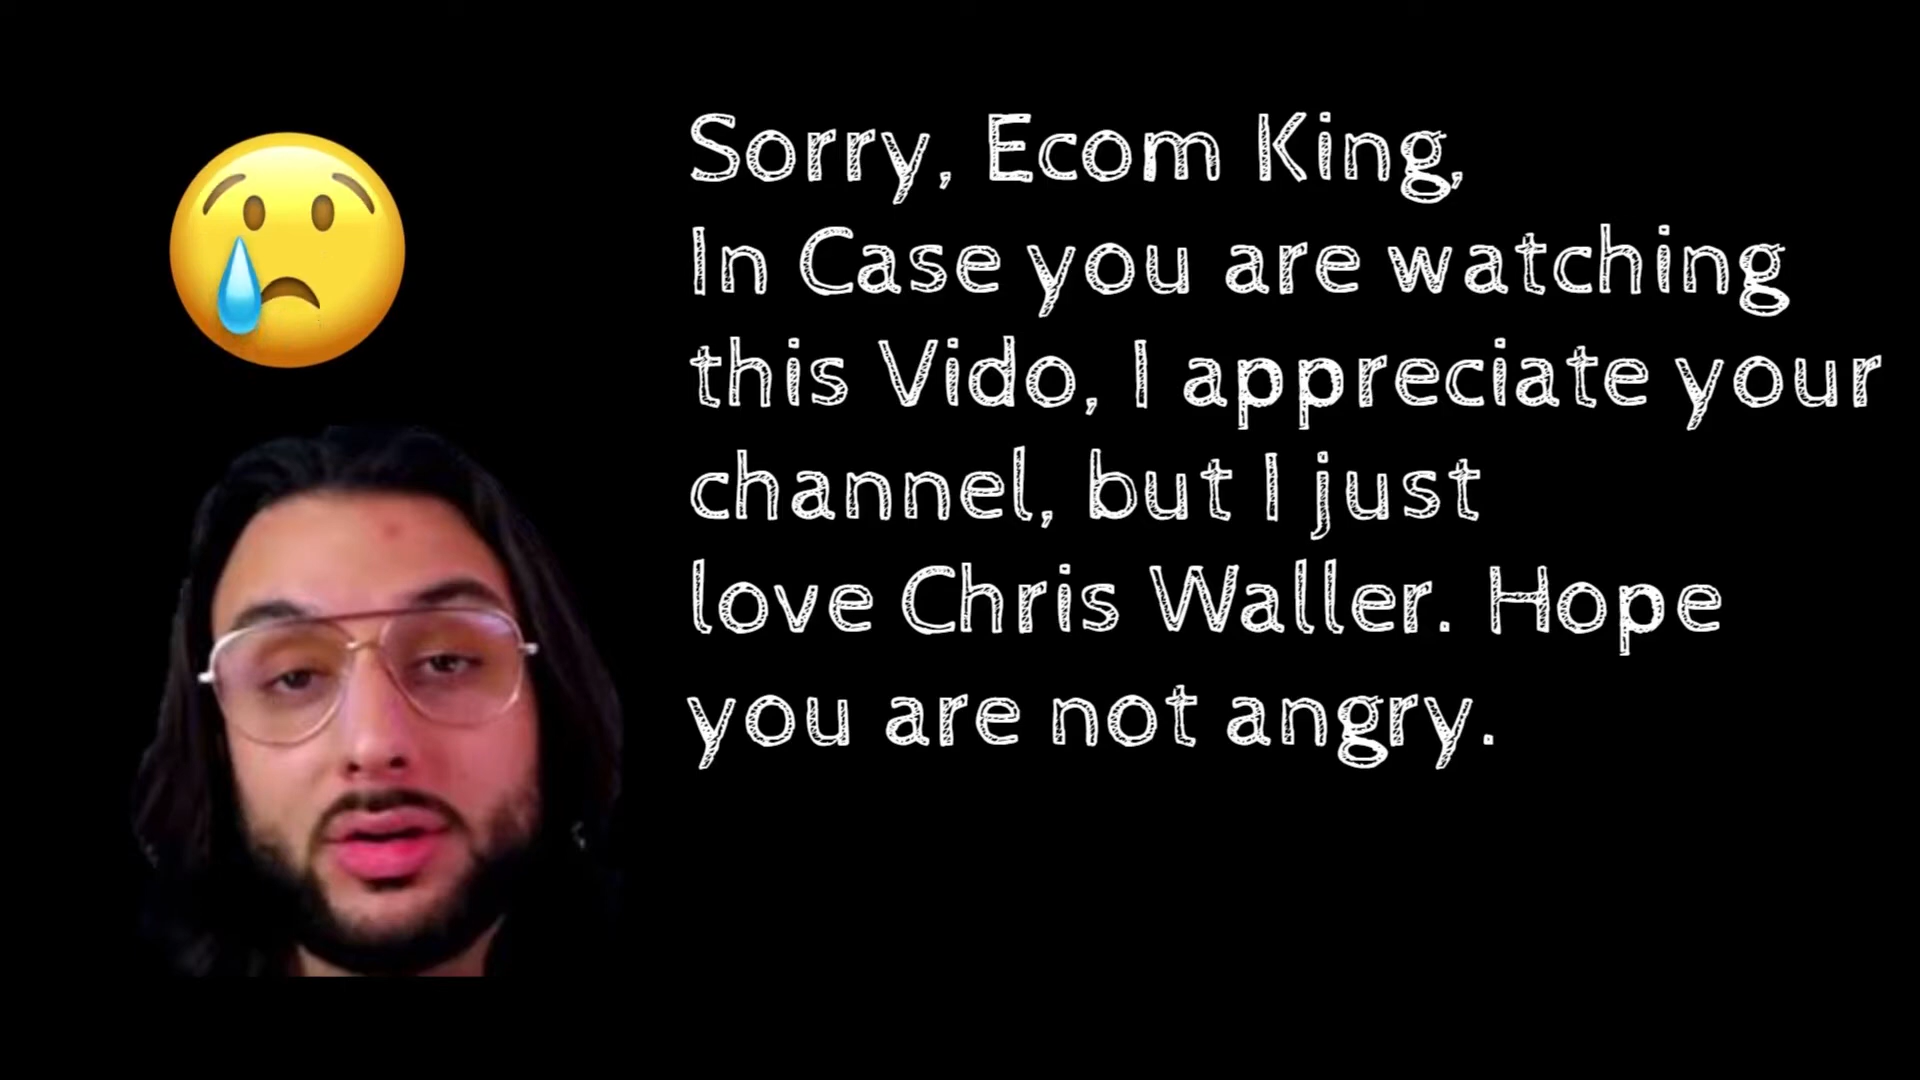 Sorry, Ecom King,
In Case you are watching
this Vido, I appreciate your
channel, but I just
love Chris Waller. Hope
you are not angry.